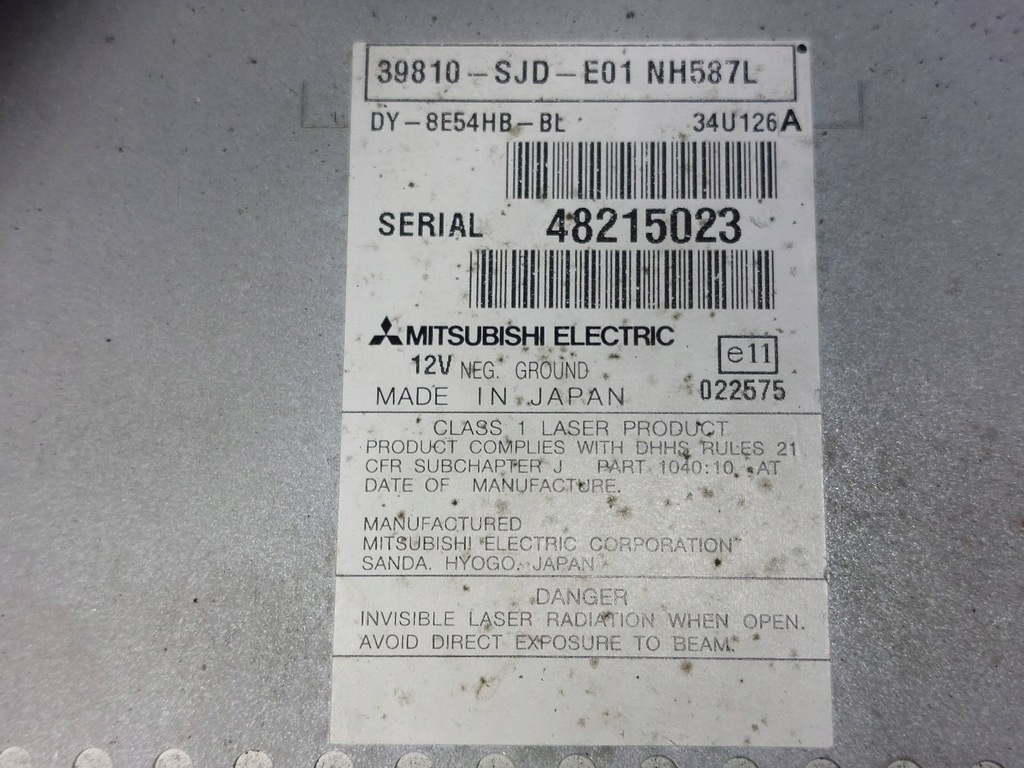 39810-SJD-E01 NH587L
DY-8E54HB-BL 34U126A
SERIAL 48215023
MITSUBISHI ELECTRIC
e11
12V NEG. GROUND
MADE IN JAPAN 022575
CLASS 1 LASER PRODUCT
PRODUCT COMPLIES WITH DHHS RULES 21
CFR SUBCHAPTER J PART 1040:10, AT
DATE OF MANUFACTURE.
MANUFACTURED
MITSUBISHI ELECTRIC CORPORATION
SANDA. HYOGO. JAPAN
DANGER
INVISIBLE LASER RADIATION WHEN OPEN.
AVOID DIRECT EXPOSURE TO BEAM.